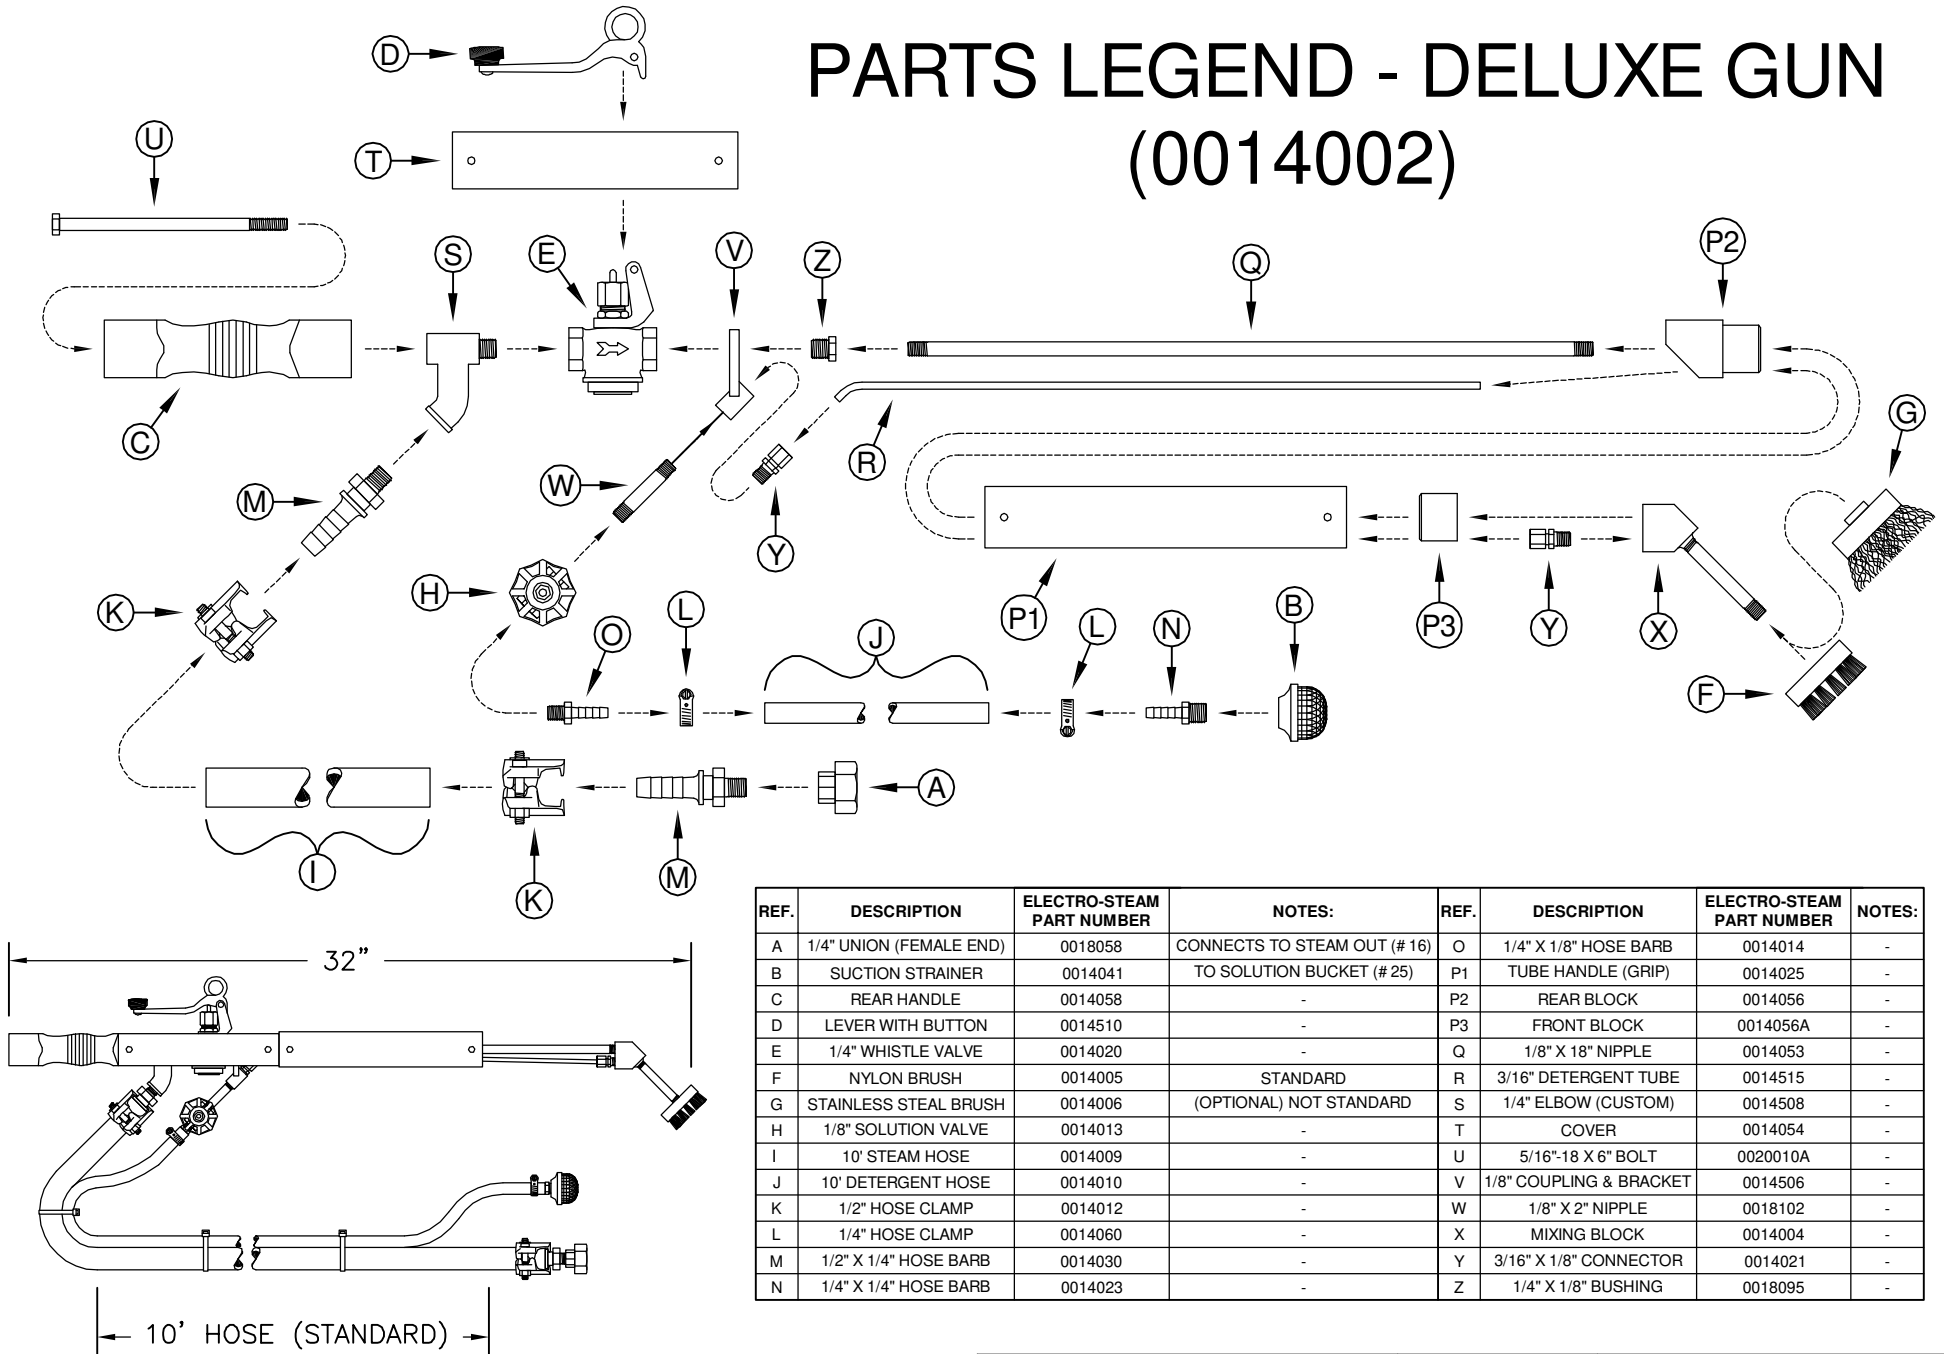 PARTS LEGEND - DELUXE GUN
(0014002)
D
U
T
S
E
V
Z
Q
P2
C
R
G
M
W
Y
K
H
L
O
J
P1
L
N
B
P3
Y
X
F
I
K
M
A
32”
10’ HOSE (STANDARD)
REF. DESCRIPTION ELECTRO-STEAM PART NUMBER NOTES: REF. DESCRIPTION ELECTRO-STEAM PART NUMBER NOTES:
A 1/4" UNION (FEMALE END) 0018058 CONNECTS TO STEAM OUT (# 16) O 1/4" X 1/8" HOSE BARB 0014014 -
B SUCTION STRAINER 0014041 TO SOLUTION BUCKET (# 25) P1 TUBE HANDLE (GRIP) 0014025 -
C REAR HANDLE 0014058 - P2 REAR BLOCK 0014056 -
D LEVER WITH BUTTON 0014510 - P3 FRONT BLOCK 0014056A -
E 1/4" WHISTLE VALVE 0014020 - Q 1/8" X 18" NIPPLE 0014053 -
F NYLON BRUSH 0014005 STANDARD R 3/16" DETERGENT TUBE 0014515 -
G STAINLESS STEAL BRUSH 0014006 (OPTIONAL) NOT STANDARD S 1/4" ELBOW (CUSTOM) 0014508 -
H 1/8" SOLUTION VALVE 0014013 - T COVER 0014054 -
I 10' STEAM HOSE 0014009 - U 5/16"-18 X 6" BOLT 0020010A -
J 10' DETERGENT HOSE 0014010 - V 1/8" COUPLING & BRACKET 0014506 -
K 1/2" HOSE CLAMP 0014012 - W 1/8" X 2" NIPPLE 0018102 -
L 1/4" HOSE CLAMP 0014060 - X MIXING BLOCK 0014004 -
M 1/2" X 1/4" HOSE BARB 0014030 - Y 3/16" X 1/8" CONNECTOR 0014021 -
N 1/4" X 1/4" HOSE BARB 0014023 - Z 1/4" X 1/8" BUSHING 0018095 -